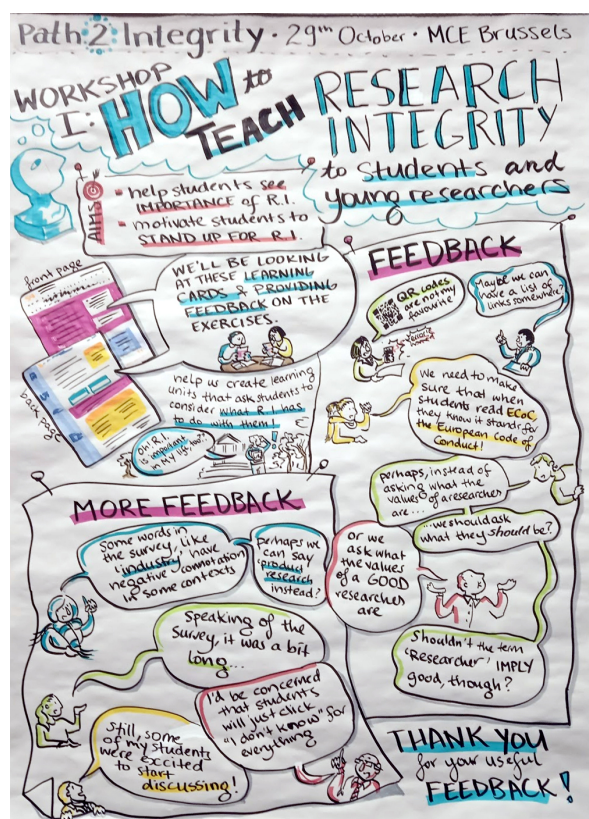 Path2Integrity · 29th October · MCE Brussels
WORKSHOP
I: HOW to
TEACH
RESEARCH
INTEGRITY
to students and
young researchers
AIMS
help students see
IMPORTANCE of R.I.
motivate students to
STAND UP FOR R.I.
front page
back page
WE'LL BE LOOKING
AT THESE LEARNING
CARDS & PROVIDING
FEEDBACK ON THE
EXERCISES.
help us create learning
units that ask students to
consider what R.I. has
to do with them!
Oh! R.I.
is important
in my life too?
FEEDBACK
QR codes
are not my
favourite
Maybe we can
have a list of
links somewhere?
We need to make
sure that when
students read ECoC,
they know it stands for
the European Code of
Conduct!
perhaps, instead of
asking what the
values of a researcher
are...
...we should ask
what they should be?
or we
ask what
the values
of a GOOD
researchers
are
Shouldn't the term
'Researcher' IMPLY
good, though?
MORE FEEDBACK
Some words in
the survey, like
'industry' have
negative connotation
in some contexts
perhaps we
can say
'product
research'
instead?
Speaking of the
survey, it was a bit
long...
I'd be concerned
that students
will just click
"I don't know" for
everything
Still, some
of my students
were excited
to start
discussing!
THANK YOU
for your useful
FEEDBACK!